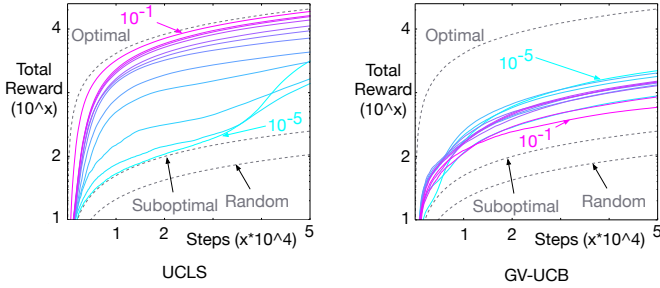 4
10^-1
Optimal
Total
Reward
(10^x)
2
10^-5
Suboptimal
Random
1
1
2
Steps (x*10^4)
5
UCLS
4
Optimal
10^-5
Total
Reward
(10^x)
2
10^-1
Suboptimal
Random
1
1
2
Steps (x*10^4)
5
GV-UCB